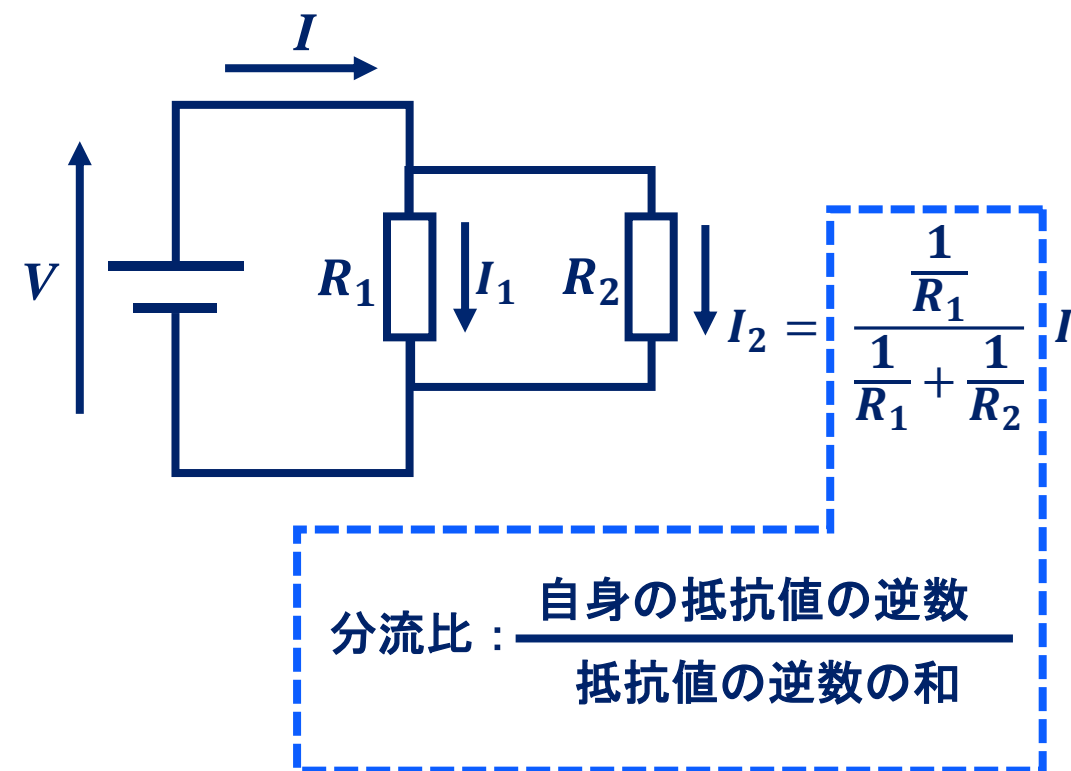 I
V
R₁
I₁
R₂
I₂ = (1/R₁)/(1/R₁ + 1/R₂) I
分流比：自身の抵抗値の逆数
抵抗値の逆数の和